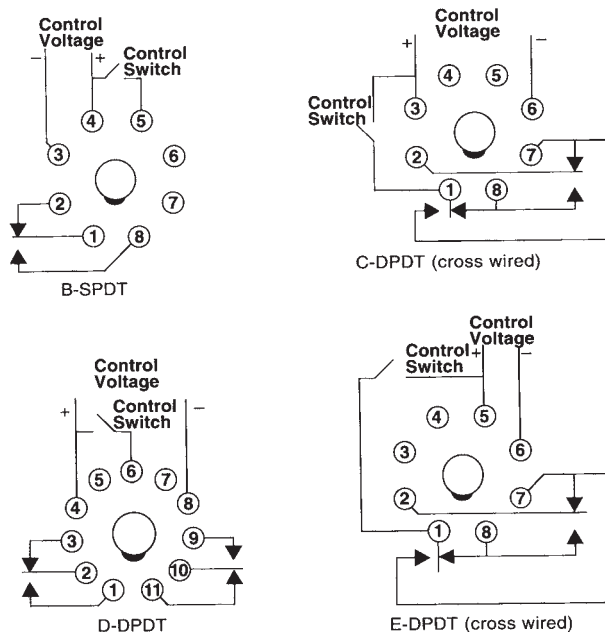 Control
Voltage
− +
Control
Switch
4 5
3 6
2 7
1 8
B-SPDT
Control
Voltage
+ −
4 5
Control
Switch
3 6
2 7
1 8
C-DPDT (cross wired)
Control
Voltage
+ −
Control
Switch
6
5 7
4 8
3 9
2 10
1 11
D-DPDT
Control
Voltage
+ −
Control
Switch
4 5
3 6
2 7
1 8
E-DPDT (cross wired)